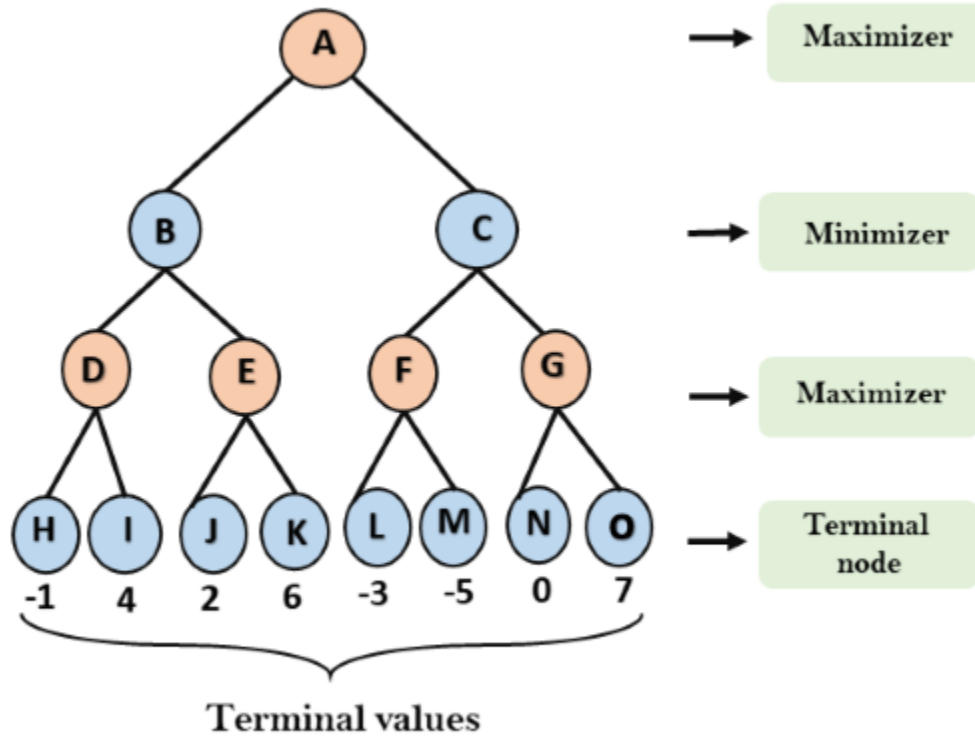 A
Maximizer
B
C
Minimizer
D
E
F
G
Maximizer
H
I
J
K
L
M
N
O
Terminal
node
-1
4
2
6
-3
-5
0
7
Terminal values